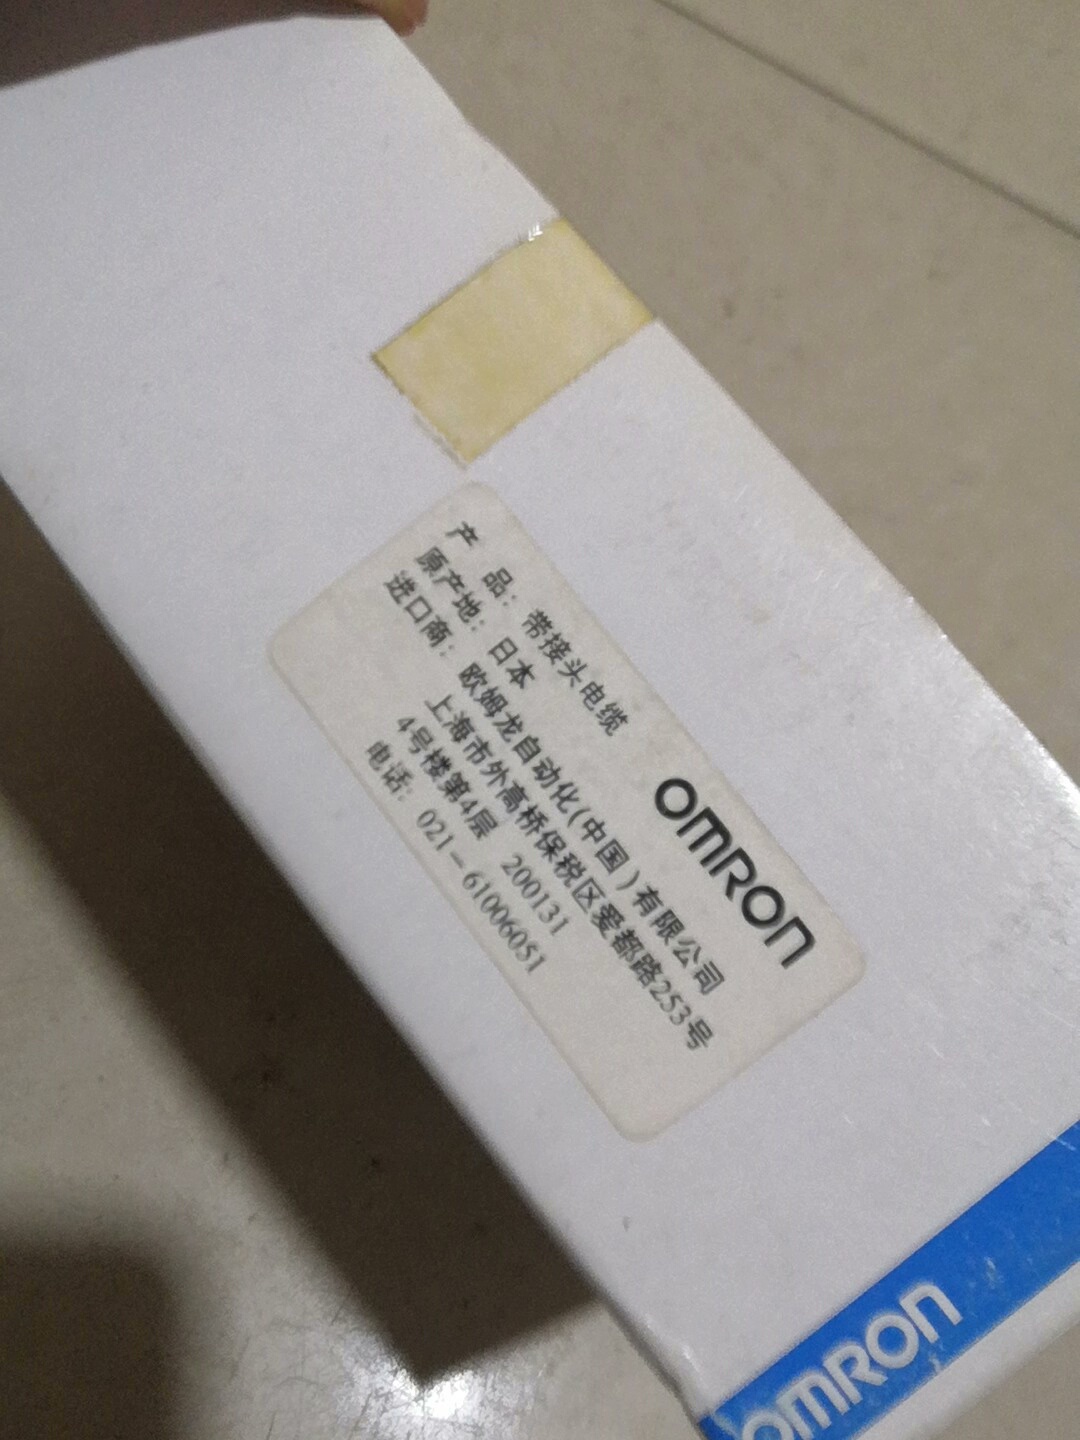 产 品: 带接头电缆
原产地: 日本
进口商: 欧姆龙自动化(中国)有限公司
上海市外高桥保税区爱都路253号
4号楼第4层 200131
电话: 021-61006051
OMRON
OMRON